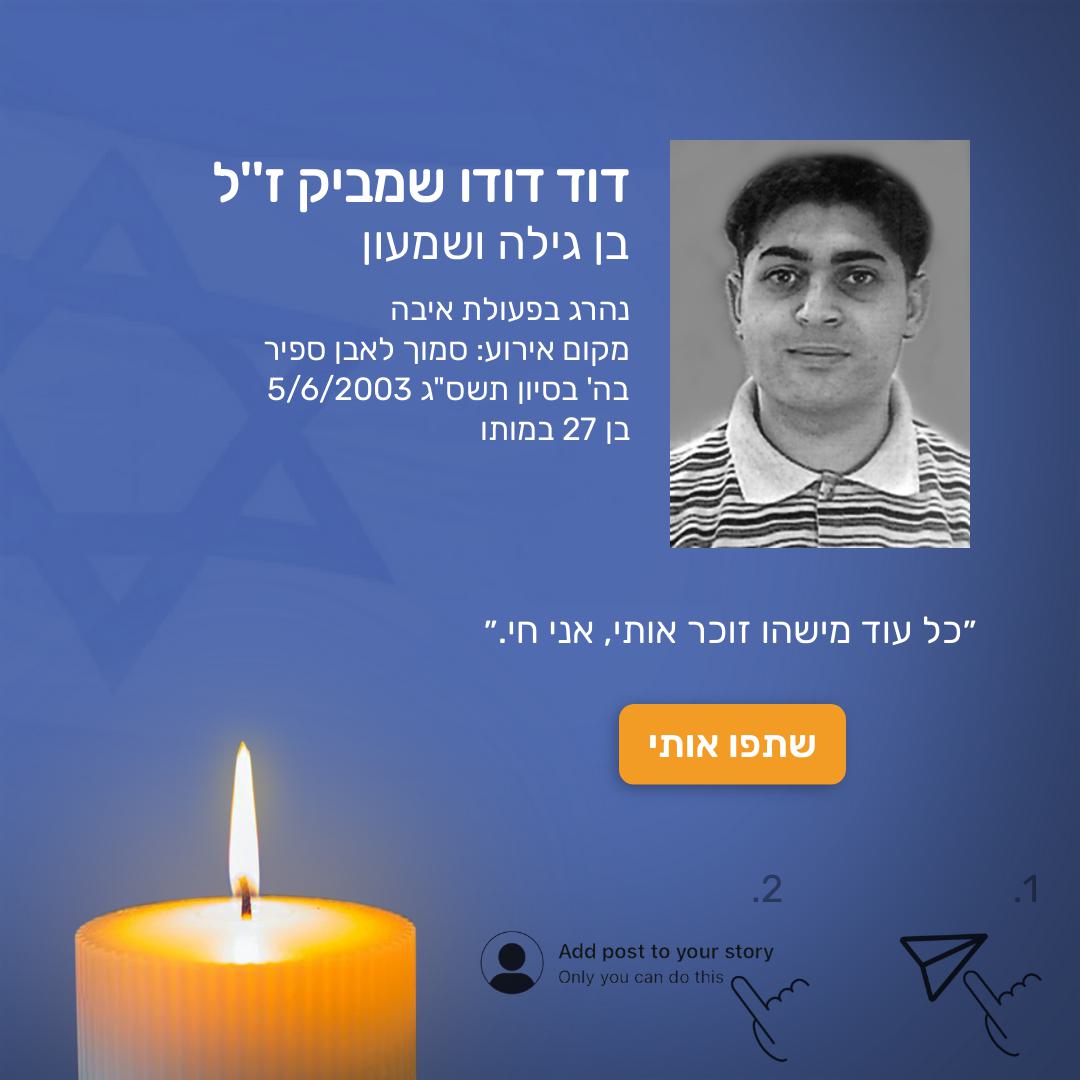 דוד דודו שמביק ז"ל
בן גילה ושמעון
נהרג בפעולת איבה
מקום אירוע: סמוך לאבן ספיר
בה' בסיון תשס"ג 5/6/2003
בן 27 במותו
״כל עוד מישהו זוכר אותי, אני חי.״
שתפו אותי
1.
2.
Add post to your story
Only you can do this